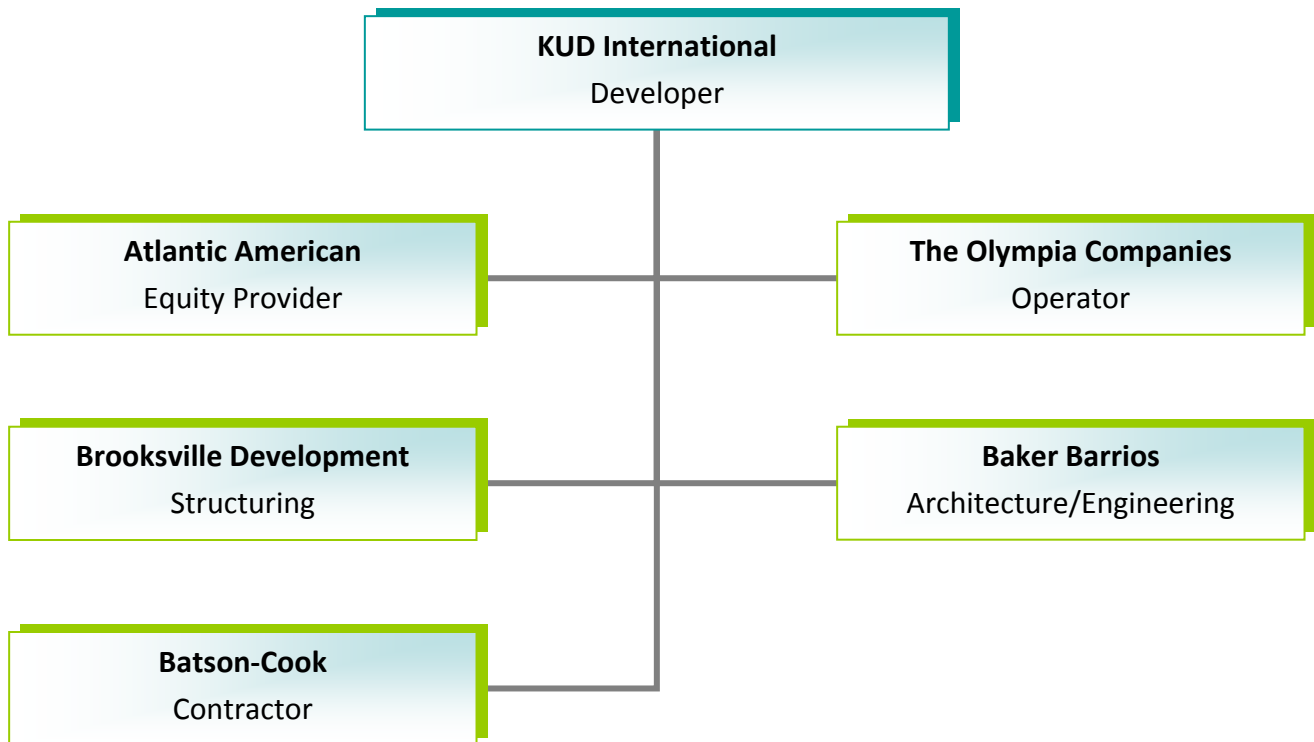 KUD International
Developer
Atlantic American
Equity Provider
The Olympia Companies
Operator
Brooksville Development
Structuring
Baker Barrios
Architecture/Engineering
Batson-Cook
Contractor